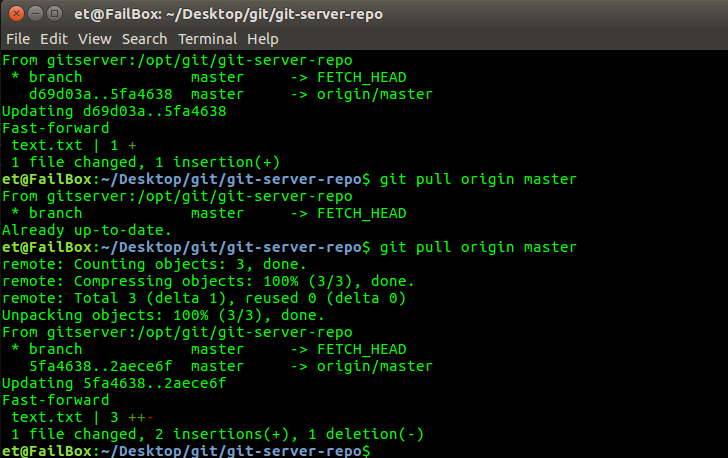 et@FailBox: ~/Desktop/git/git-server-repo
File Edit View Search Terminal Help
From gitserver:/opt/git/git-server-repo
 * branch            master     -> FETCH_HEAD
   d69d03a..5fa4638  master     -> origin/master
Updating d69d03a..5fa4638
Fast-forward
 text.txt | 1 +
 1 file changed, 1 insertion(+)
et@FailBox:~/Desktop/git/git-server-repo$ git pull origin master
From gitserver:/opt/git/git-server-repo
 * branch            master     -> FETCH_HEAD
Already up-to-date.
et@FailBox:~/Desktop/git/git-server-repo$ git pull origin master
remote: Counting objects: 3, done.
remote: Compressing objects: 100% (3/3), done.
remote: Total 3 (delta 1), reused 0 (delta 0)
Unpacking objects: 100% (3/3), done.
From gitserver:/opt/git/git-server-repo
 * branch            master     -> FETCH_HEAD
   5fa4638..2aece6f  master     -> origin/master
Updating 5fa4638..2aece6f
Fast-forward
 text.txt | 3 ++-
 1 file changed, 2 insertions(+), 1 deletion(-)
et@FailBox:~/Desktop/git/git-server-repo$